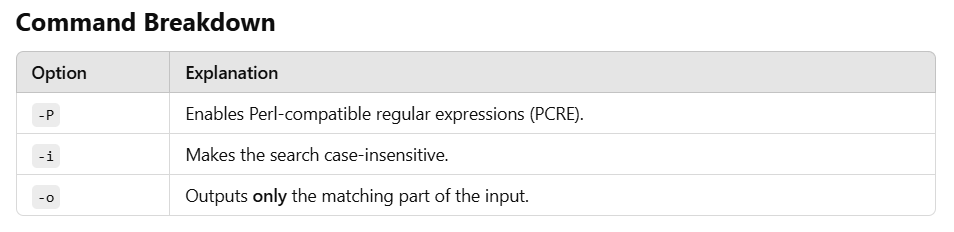 Command Breakdown
Option Explanation
-P Enables Perl-compatible regular expressions (PCRE).
-i Makes the search case-insensitive.
-o Outputs only the matching part of the input.